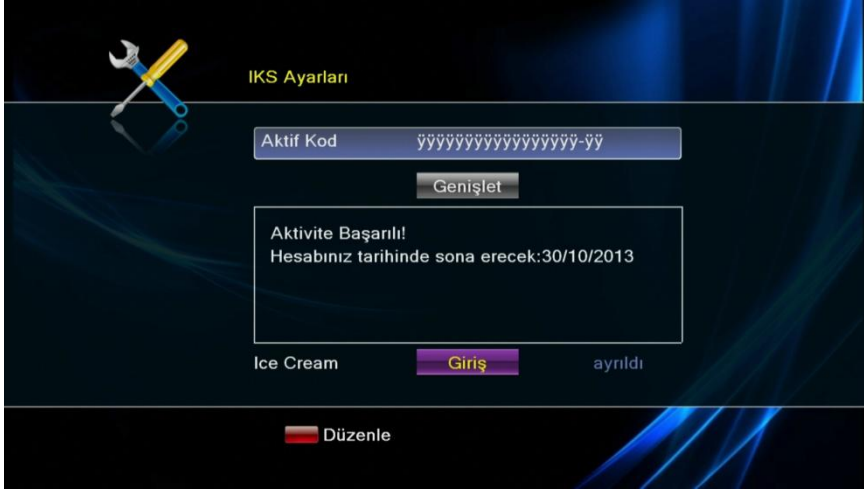 IKS Ayarları
Aktif Kod ÿÿÿÿÿÿÿÿÿÿÿÿÿÿÿÿÿ-ÿÿ
Genişlet
Aktivite Başarılı!
Hesabınız tarihinde sona erecek:30/10/2013
Ice Cream Giriş ayrıldı
Düzenle